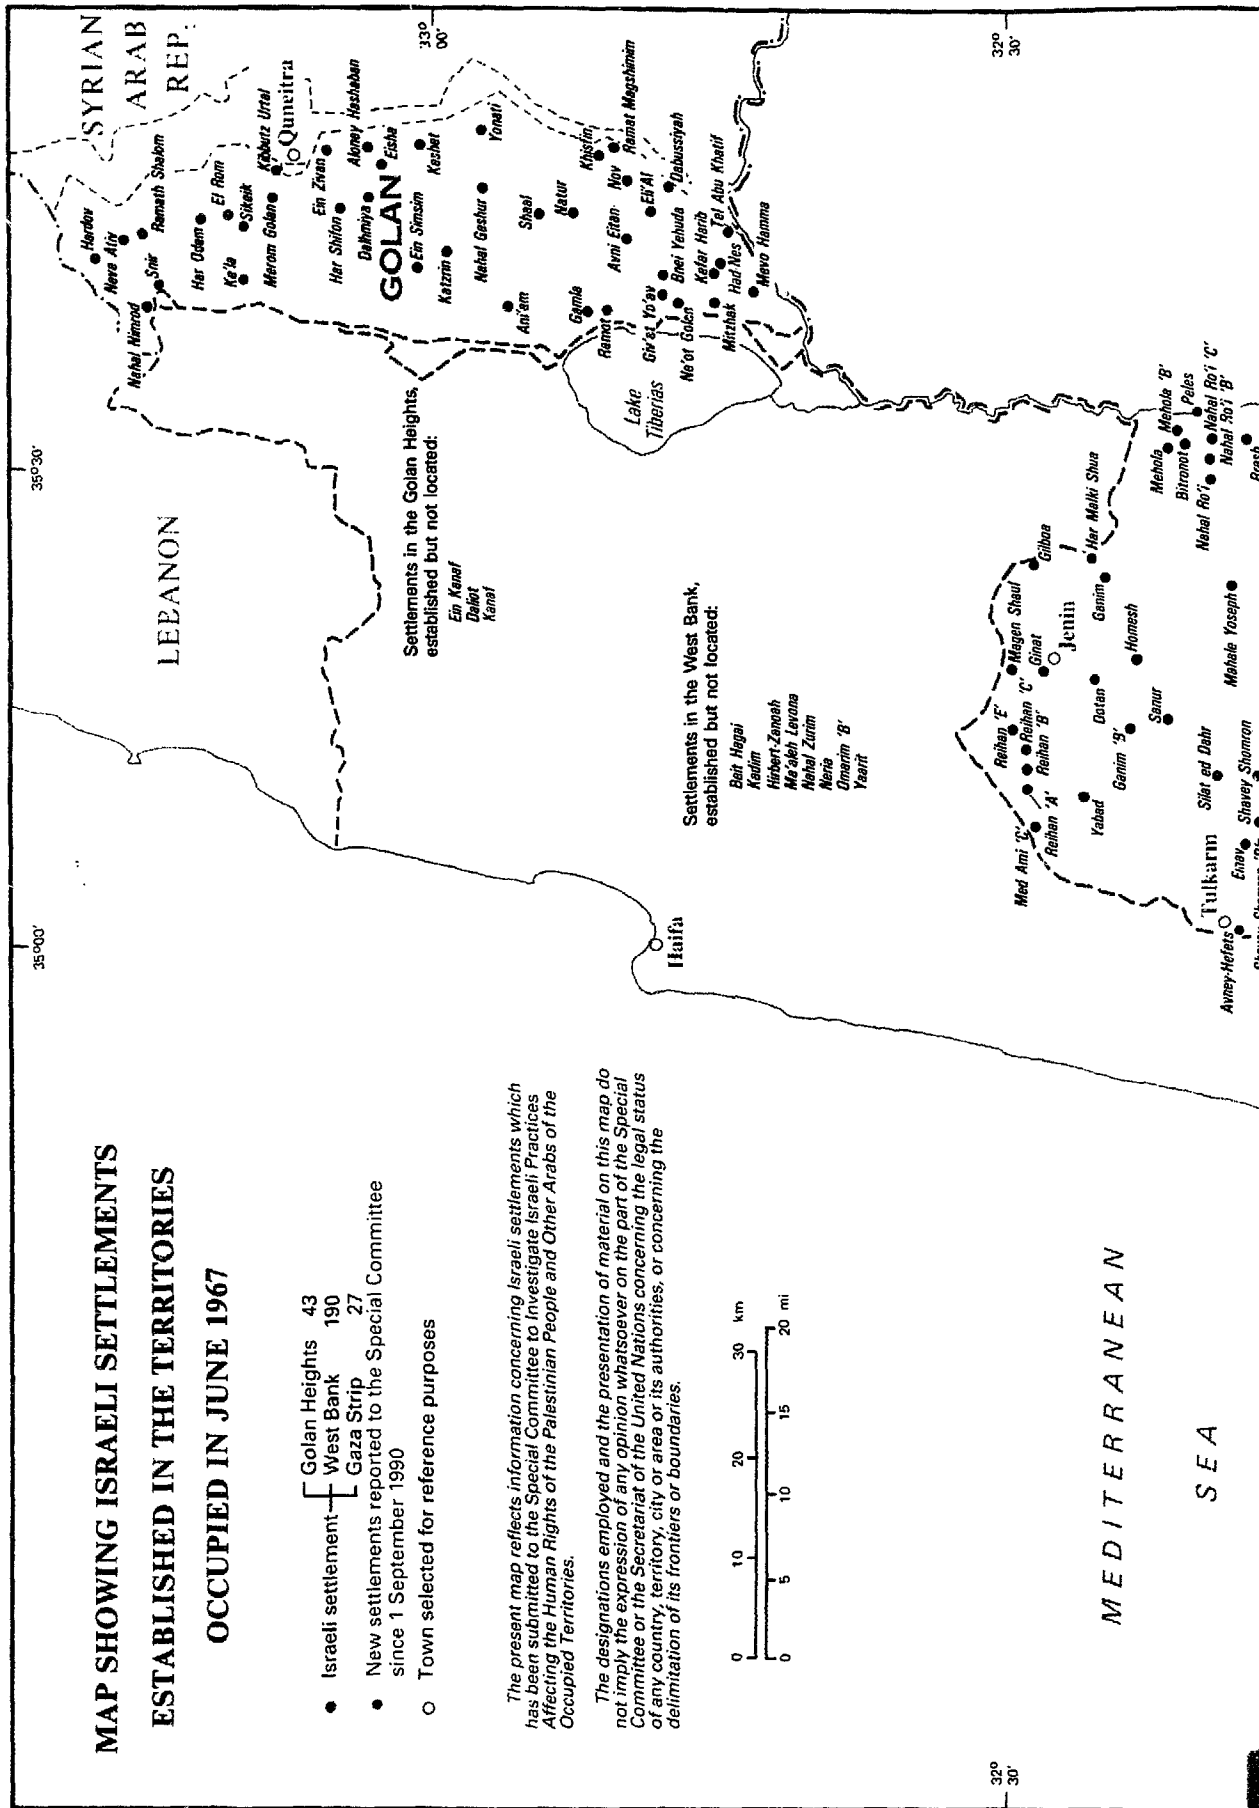 MAP SHOWING ISRAELI SETTLEMENTS
ESTABLISHED IN THE TERRITORIES
OCCUPIED IN JUNE 1967
● Israeli settlement
Golan Heights 43
West Bank 190
Gaza Strip 27
● New settlements reported to the Special Committee
since 1 September 1990
○ Town selected for reference purposes
The present map reflects information concerning Israeli settlements which
has been submitted to the Special Committee to Investigate Israeli Practices
Affecting the Human Rights of the Palestinian People and Other Arabs of the
Occupied Territories.
The designations employed and the presentation of material on this map do
not imply the expression of any opinion whatsoever on the part of the Special
Committee or the Secretariat of the United Nations concerning the legal status
of any country, territory, city or area or its authorities, or concerning the
delimitation of its frontiers or boundaries.
0 10 20 30 km
0 5 10 15 20 mi
MEDITERRANEAN
SEA
32° 30'
35°00'
35°30'
33° 00'
32° 30'
LEBANON
SYRIAN
ARAB
REP.
Haifa
Settlements in the Golan Heights,
established but not located:
Ein Kanaf
Daliot
Kanaf
Settlements in the West Bank,
established but not located:
Beit Hagai
Kadim
Hirbert-Zanoah
Ma'aleh Levona
Nahal Zurim
Neria
Omarim 'B'
Yaarit
Hardov
Neve Ativ
Ramath Shalom
Snir
Nahal Nimrod
Har Odem
El Rom
Ka'la
Sikeik
Kibbutz Urtal
Merom Golan
Quneitra
Ein Zivan
Har Shifon
Aloney Hashaban
Dalhmiya
Eisha
GOLAN
Keshet
Ein Simsim
Katzrin
Yonati
Nahal Geshur
Ani'am
Shaal
Natur
Gamla
Ramot
Khisfin
Ramat Magshimim
Nov
Avni Eitan
Eli'Al
Dabussiyah
Giv'at Yo'av
Bnei Yehuda
Ne'ot Golan
Kafar Harib
Tel Abu Khatif
Mitzhak
Had-Nes
Mevo Hamma
Lake
Tiberias
Mehola
Mehola 'B'
Bitronot
Peles
Nahal Ro'i
Nahal Ro'i 'C'
Nahal Ro'i 'B'
Gilboa
Har Malki Shua
Magen Shaul
Ginat
Jenin
Ganim
Homesh
Mahale Yoseph
Reihan 'E'
Reihan 'C'
Reihan 'B'
Reihan 'A'
Med Ami 'C'
Yabad
Dotan
Ganim 'B'
Sanur
Silat ed Dahr
Shavey Shomron
Einav
Tulkarm
Avney-Hefets